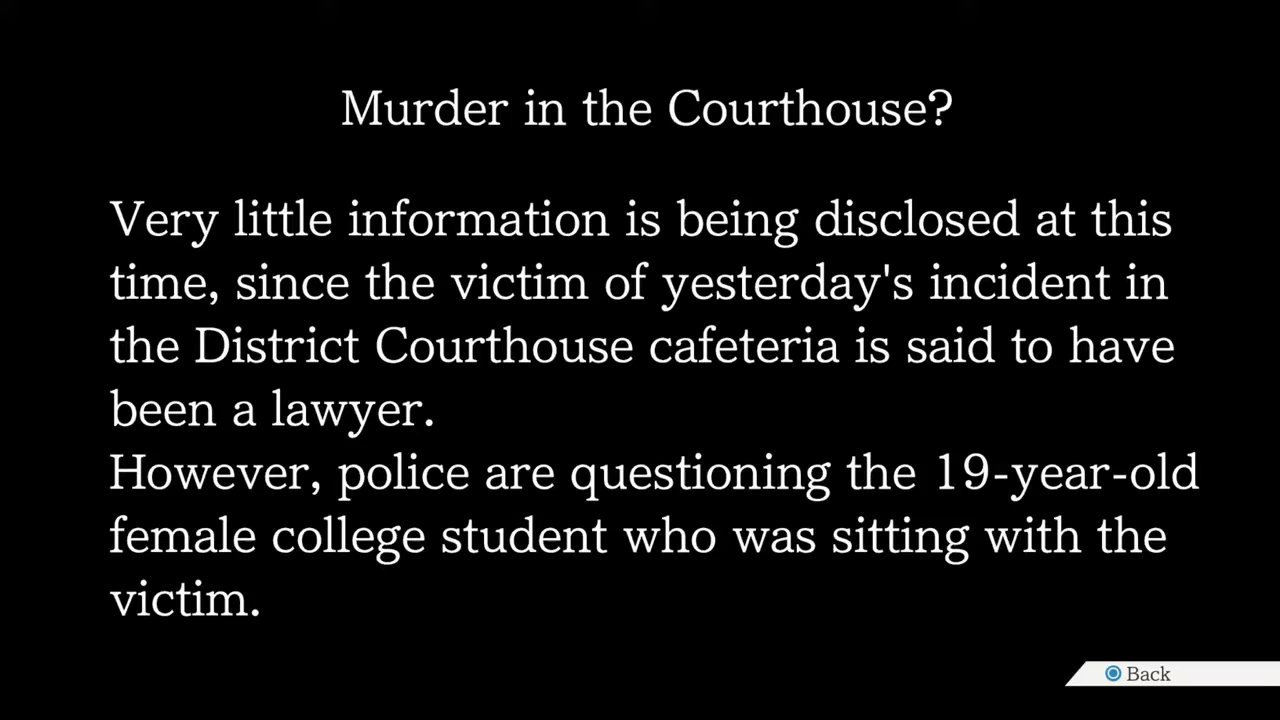 Murder in the Courthouse?
Very little information is being disclosed at this
time, since the victim of yesterday's incident in
the District Courthouse cafeteria is said to have
been a lawyer.
However, police are questioning the 19-year-old
female college student who was sitting with the
victim.
Back